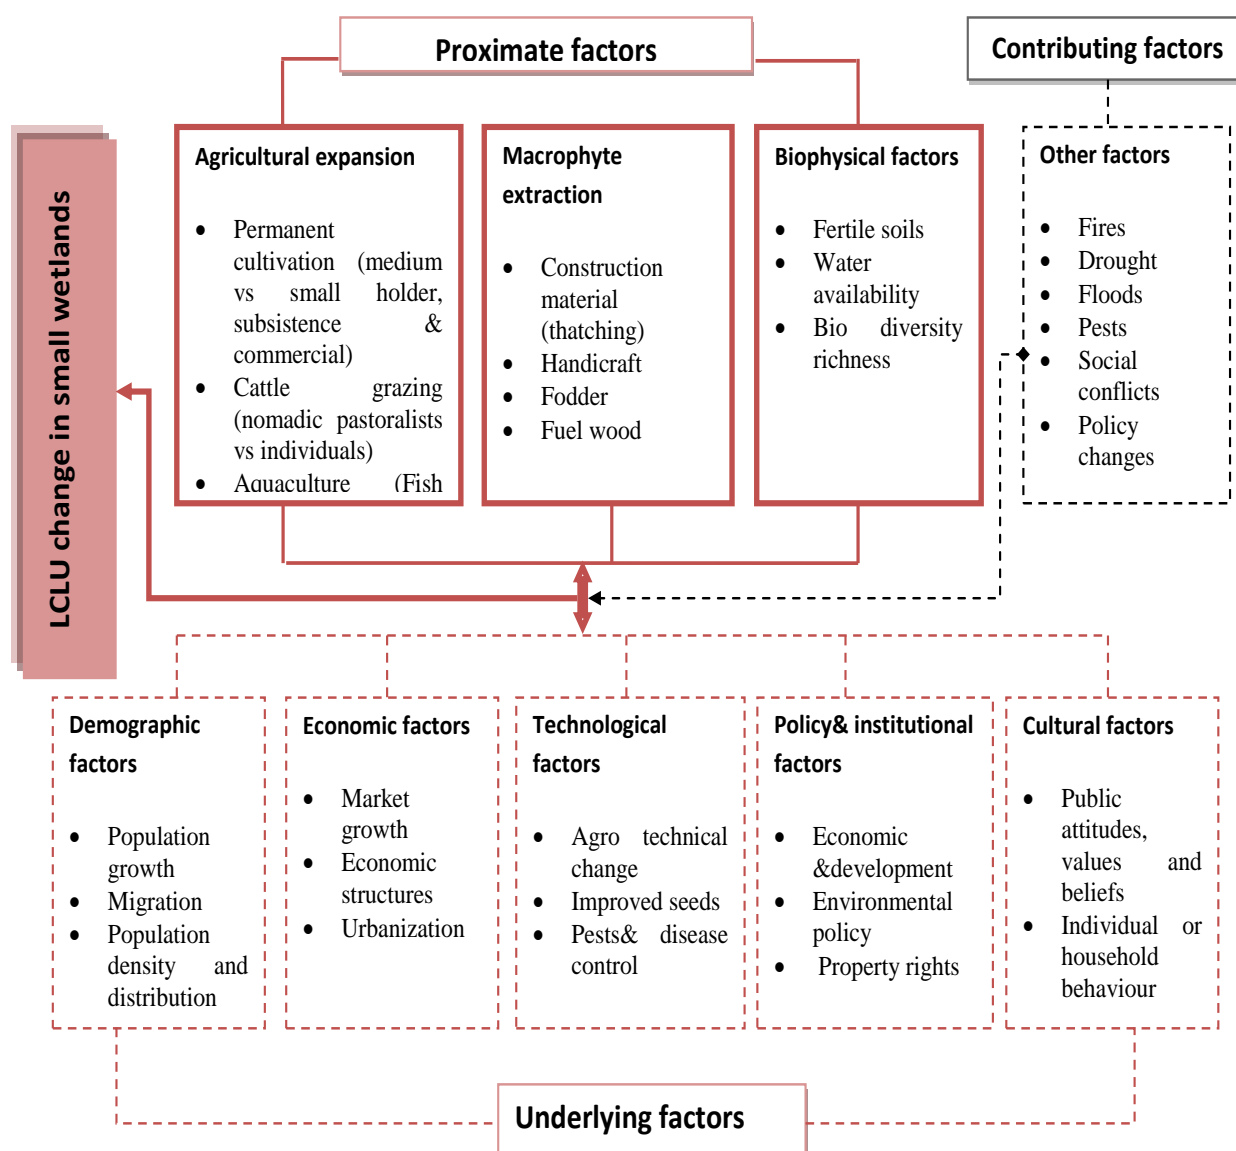 Proximate factors
Contributing factors
LCLU change in small wetlands
Agricultural expansion
• Permanent
cultivation (medium
vs small holder,
subsistence &
commercial)
• Cattle grazing
(nomadic pastoralists
vs individuals)
• Aquaculture (Fish
Macrophyte
extraction
• Construction
material
(thatching)
• Handicraft
• Fodder
• Fuel wood
Biophysical factors
• Fertile soils
• Water
availability
• Bio diversity
richness
Other factors
• Fires
• Drought
• Floods
• Pests
• Social
conflicts
• Policy
changes
Demographic
factors
• Population
growth
• Migration
• Population
density and
distribution
Economic factors
• Market
growth
• Economic
structures
• Urbanization
Technological
factors
• Agro technical
change
• Improved seeds
• Pests& disease
control
Policy& institutional
factors
• Economic
&development
• Environmental
policy
• Property rights
Cultural factors
• Public
attitudes,
values and
beliefs
• Individual or
household
behaviour
Underlying factors